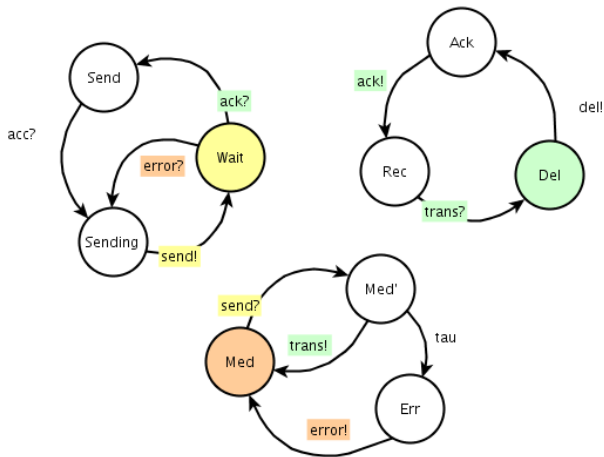 Send
ack?
acc?
error?
Wait
Sending
send!
Ack
ack!
del!
Rec
Del
trans?
send?
Med'
trans!
tau
Med
Err
error!